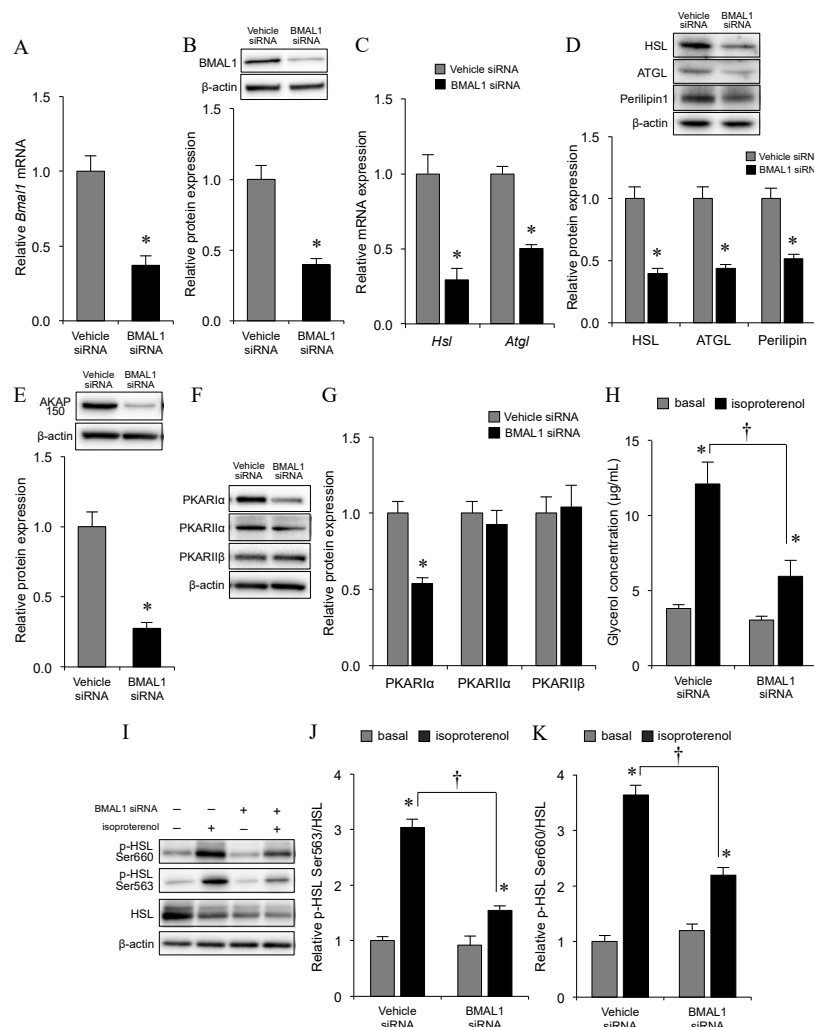 A
Relative Bmal1 mRNA
1.5
1.0
0.5
0.0
*
Vehicle
siRNA
BMAL1
siRNA
B
Vehicle
siRNA
BMAL1
siRNA
BMAL1
β-actin
Relative protein expression
1.5
1.0
0.5
0.0
*
Vehicle
siRNA
BMAL1
siRNA
C
Vehicle siRNA
BMAL1 siRNA
Relative mRNA expression
1.5
1.0
0.5
0.0
*
*
Hsl
Atgl
D
Vehicle
siRNA
BMAL1
siRNA
HSL
ATGL
Perilipin1
β-actin
Vehicle siRNA
BMAL1 siRNA
Relative protein expression
1.5
1.0
0.5
0.0
*
*
*
HSL
ATGL
Perilipin
E
Vehicle
siRNA
BMAL1
siRNA
AKAP
150
β-actin
Relative protein expression
1.5
1.0
0.5
0.0
*
Vehicle
siRNA
BMAL1
siRNA
F
Vehicle
siRNA
BMAL1
siRNA
PKARIα
PKARIIα
PKARIIβ
β-actin
G
Vehicle siRNA
BMAL1 siRNA
Relative protein expression
1.5
1.0
0.5
0.0
*
PKARIα
PKARIIα
PKARIIβ
H
basal
isoproterenol
Glycerol concentration (µg/mL)
15
10
5
0
*
†
*
Vehicle
siRNA
BMAL1
siRNA
I
BMAL1 siRNA – – + +
isoproterenol – + – +
p-HSL
Ser660
p-HSL
Ser563
HSL
β-actin
J
basal
isoproterenol
Relative p-HSL Ser563/HSL
4
3
2
1
0
*
†
*
Vehicle
siRNA
BMAL1
siRNA
K
basal
isoproterenol
Relative p-HSL Ser660/HSL
4
3
2
1
0
*
†
*
Vehicle
siRNA
BMAL1
siRNA